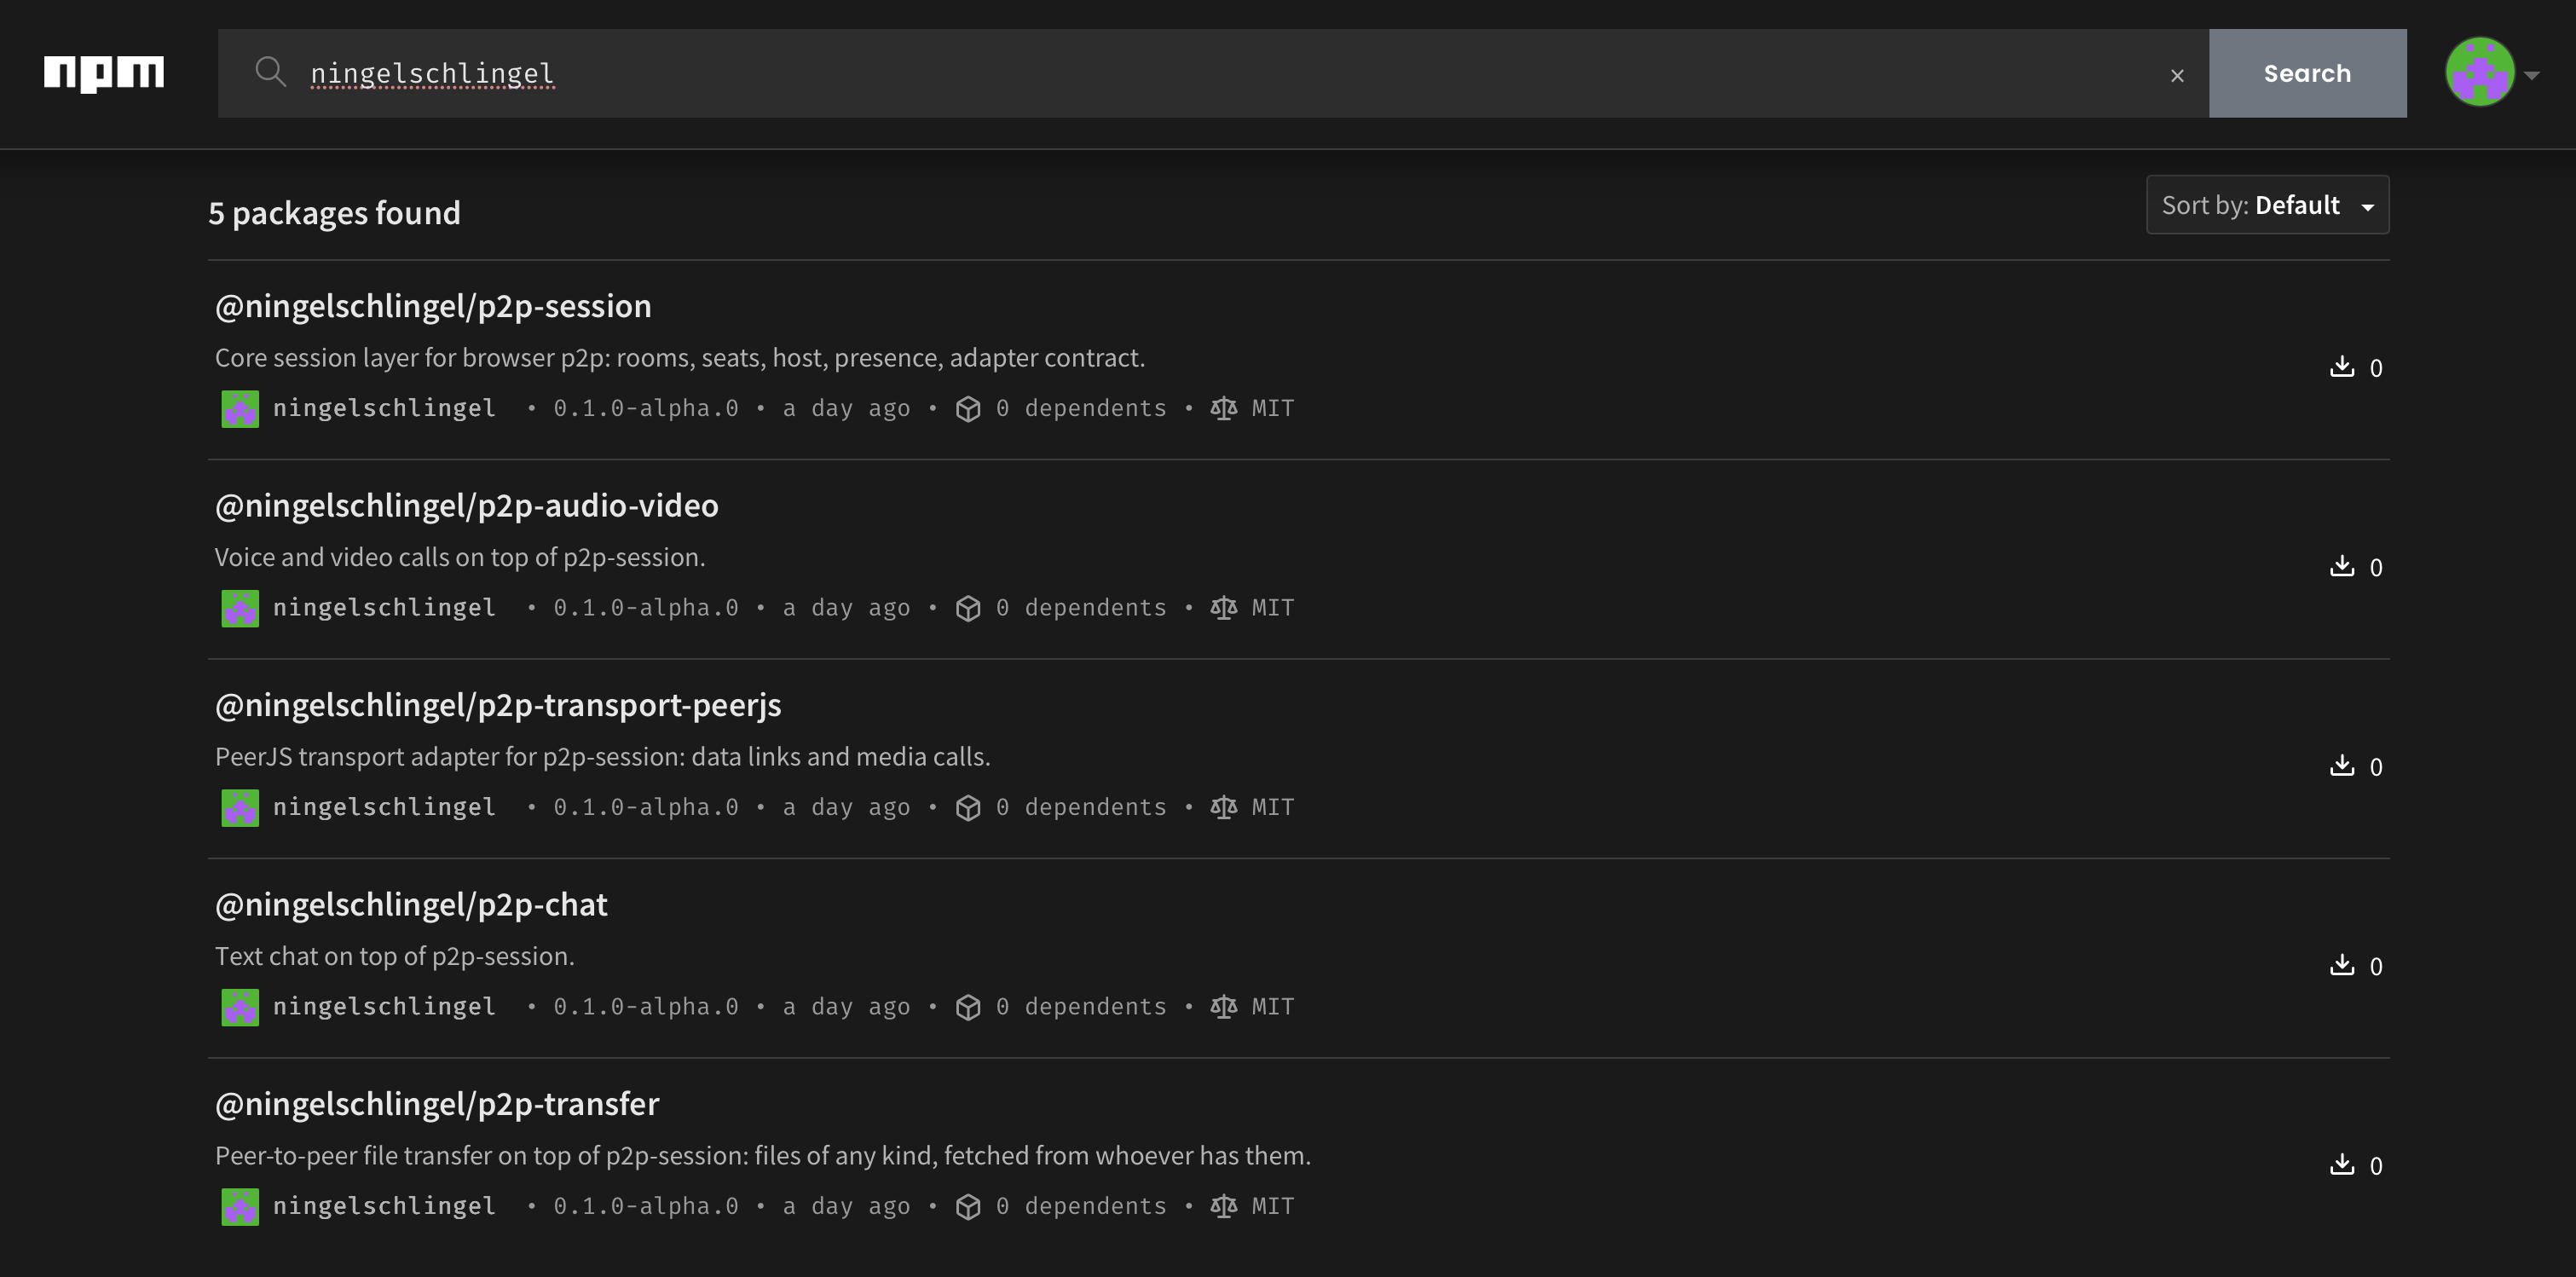 npm
ningelschlingel × Search
5 packages found
Sort by: Default
@ningelschlingel/p2p-session
Core session layer for browser p2p: rooms, seats, host, presence, adapter contract.
0
ningelschlingel • 0.1.0-alpha.0 • a day ago • 0 dependents • MIT
@ningelschlingel/p2p-audio-video
Voice and video calls on top of p2p-session.
0
ningelschlingel • 0.1.0-alpha.0 • a day ago • 0 dependents • MIT
@ningelschlingel/p2p-transport-peerjs
PeerJS transport adapter for p2p-session: data links and media calls.
0
ningelschlingel • 0.1.0-alpha.0 • a day ago • 0 dependents • MIT
@ningelschlingel/p2p-chat
Text chat on top of p2p-session.
0
ningelschlingel • 0.1.0-alpha.0 • a day ago • 0 dependents • MIT
@ningelschlingel/p2p-transfer
Peer-to-peer file transfer on top of p2p-session: files of any kind, fetched from whoever has them.
0
ningelschlingel • 0.1.0-alpha.0 • a day ago • 0 dependents • MIT